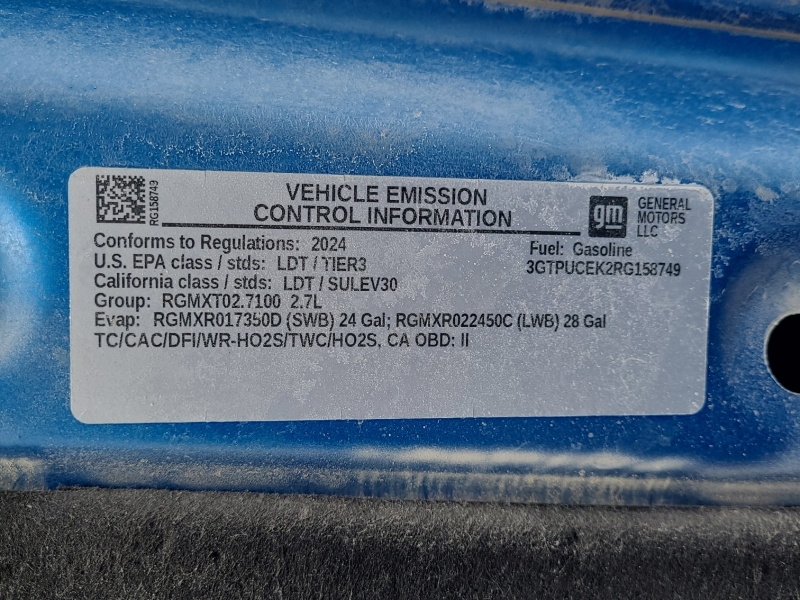 RG158749
VEHICLE EMISSION
CONTROL INFORMATION
gm
GENERAL
MOTORS
LLC
Conforms to Regulations: 2024
U.S. EPA class / stds: LDT / TIER3
California class / stds: LDT / SULEV30
Group: RGMXT02.7100 2.7L
Fuel: Gasoline
3GTPUCEK2RG158749
Evap: RGMXR017350D (SWB) 24 Gal; RGMXR022450C (LWB) 28 Gal
TC/CAC/DFI/WR-HO2S/TWC/HO2S, CA OBD: II